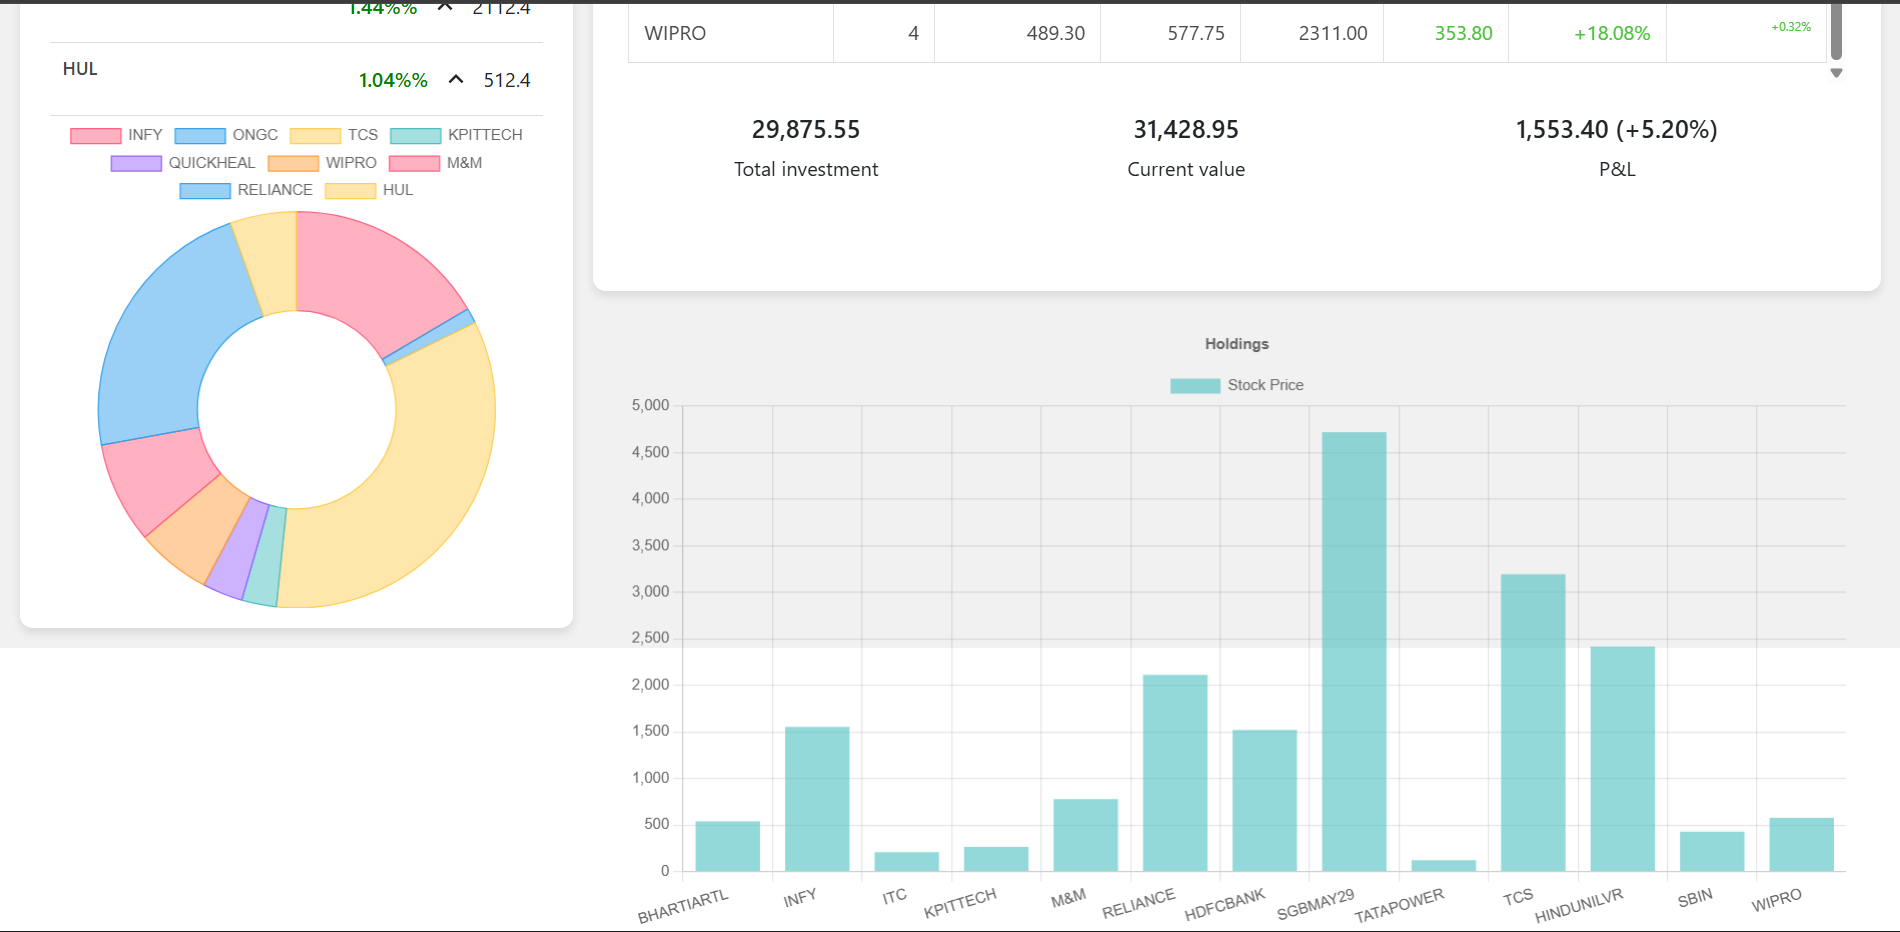 1.44%% 2112.4
HUL 1.04%% 512.4
INFY ONGC TCS KPITTECH
QUICKHEAL WIPRO M&M
RELIANCE HUL
WIPRO 4 489.30 577.75 2311.00 353.80 +18.08% +0.32%
29,875.55 31,428.95 1,553.40 (+5.20%)
Total investment Current value P&L
Holdings
Stock Price
5,000
4,500
4,000
3,500
3,000
2,500
2,000
1,500
1,000
500
0
BHARTIARTL INFY ITC KPITTECH M&M RELIANCE HDFCBANK SGBMAY29 TATAPOWER TCS HINDUNILVR SBIN WIPRO